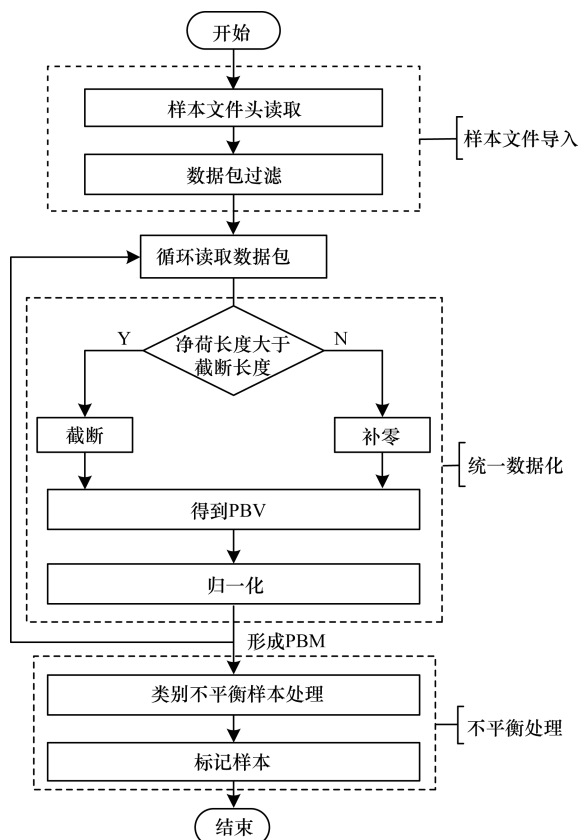 开始
样本文件头读取
样本文件导入
数据包过滤
循环读取数据包
Y
N
净荷长度大于
截断长度
截断
补零
统一数据化
得到PBV
归一化
形成PBM
类别不平衡样本处理
不平衡处理
标记样本
结束